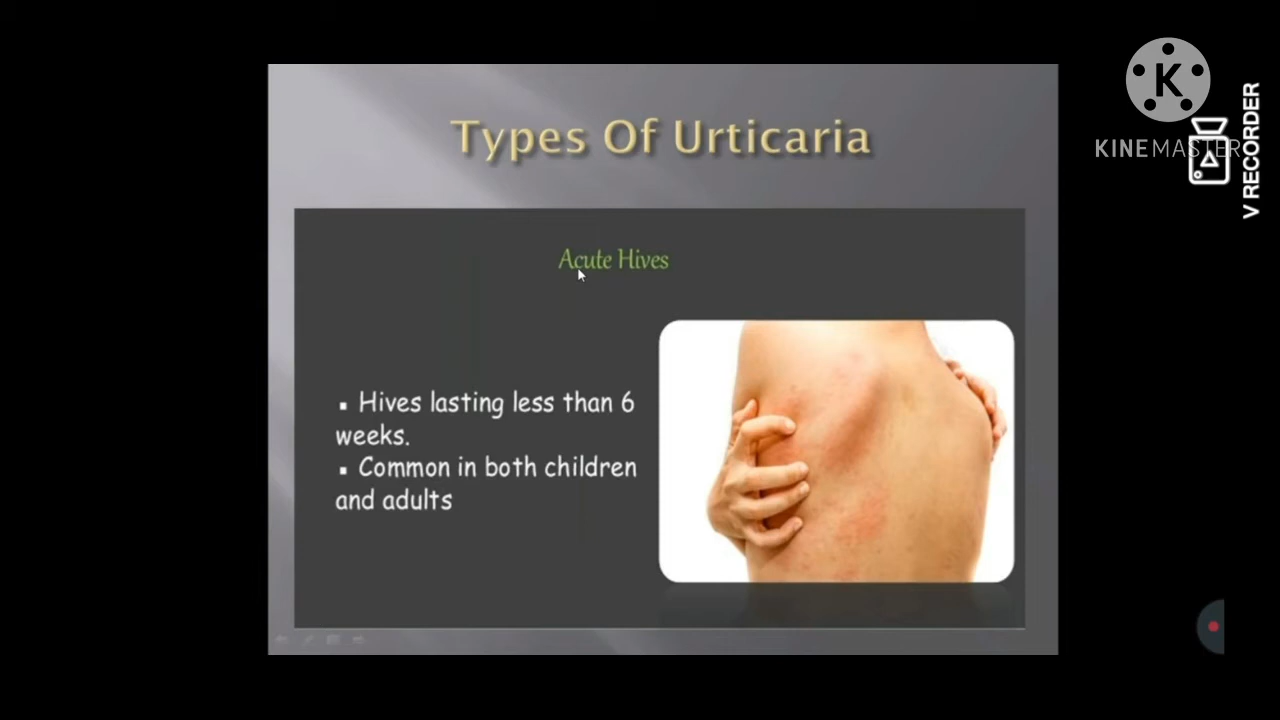 Types Of Urticaria
Acute Hives
▪ Hives lasting less than 6
weeks.
▪ Common in both children
and adults
K
KINEMASTER
V RECORDER